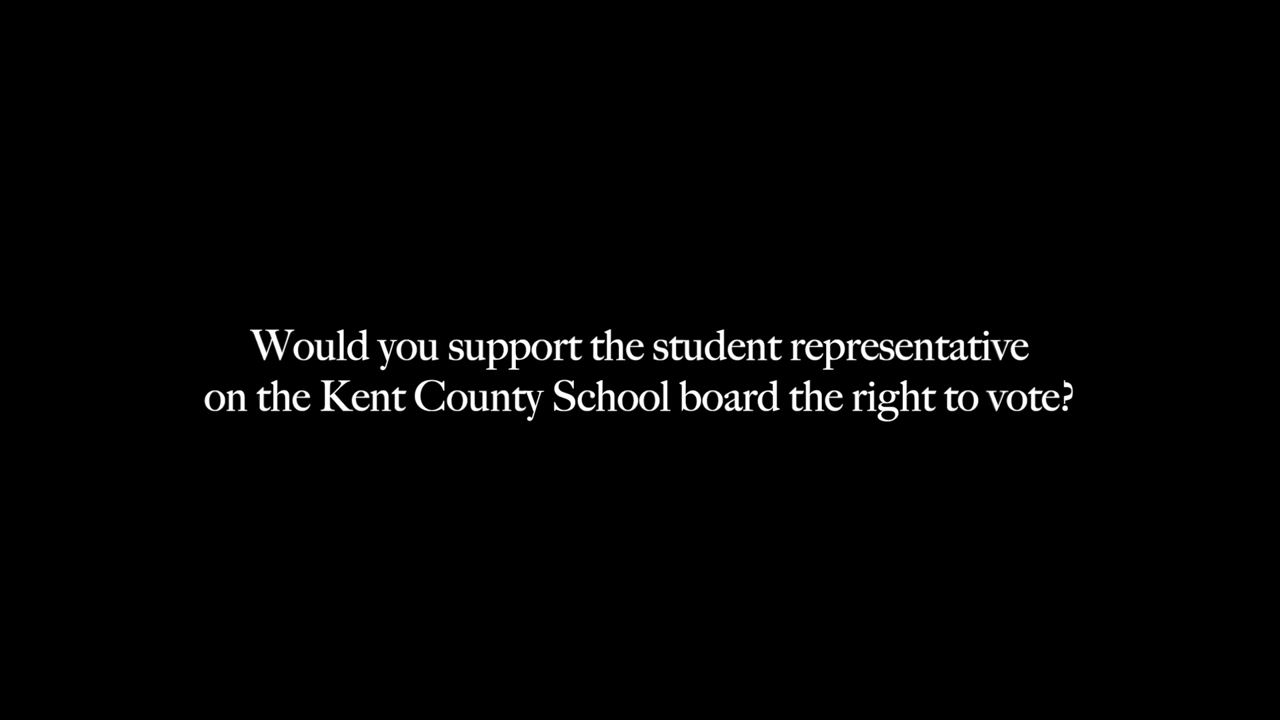 Would you support the student representative
on the Kent County School board the right to vote?